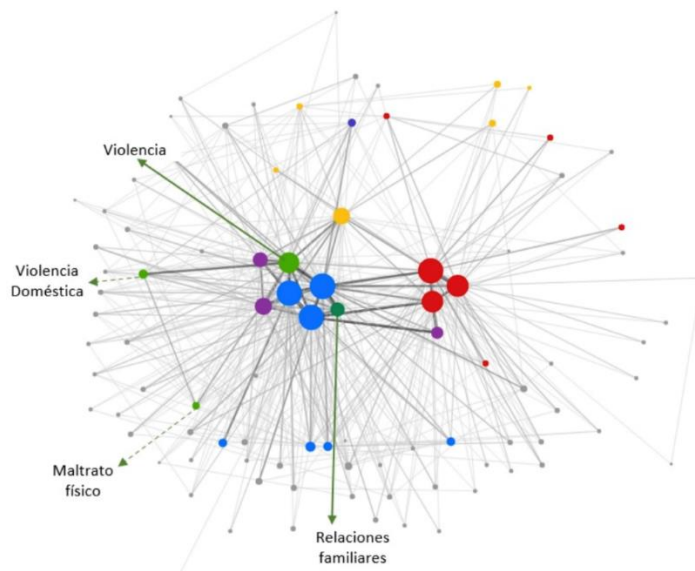 Violencia
Violencia
Doméstica
Maltrato
físico
Relaciones
familiares